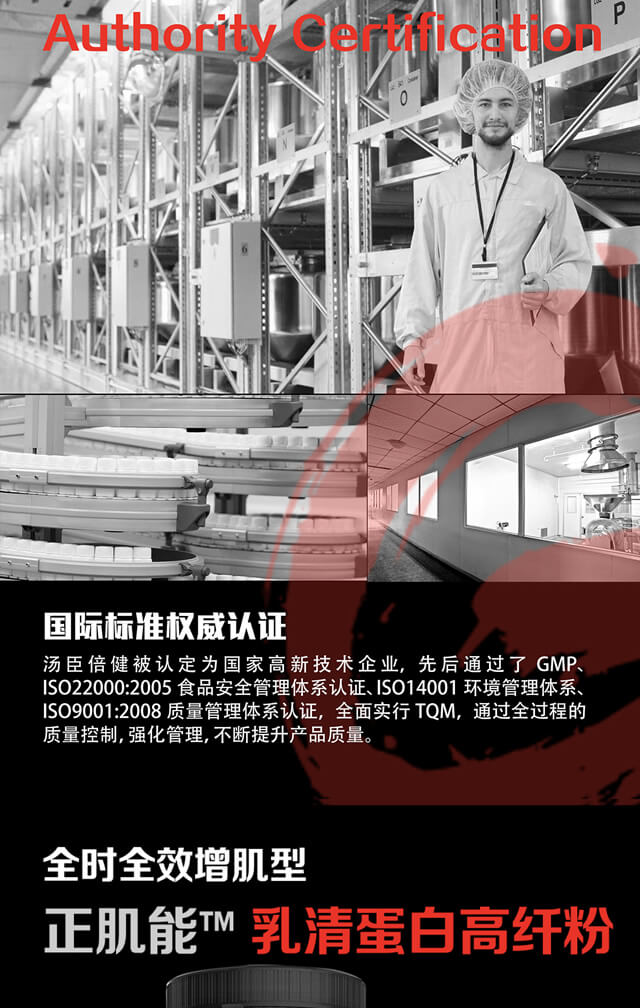 Authority Certification
P
O
N
国际标准权威认证
汤臣倍健被认定为国家高新技术企业, 先后通过了 GMP、
ISO22000:2005 食品安全管理体系认证、ISO14001 环境管理体系、
ISO9001:2008 质量管理体系认证, 全面实行 TQM, 通过全过程的
质量控制, 强化管理, 不断提升产品质量。
全时全效增肌型
正肌能™ 乳清蛋白高纤粉